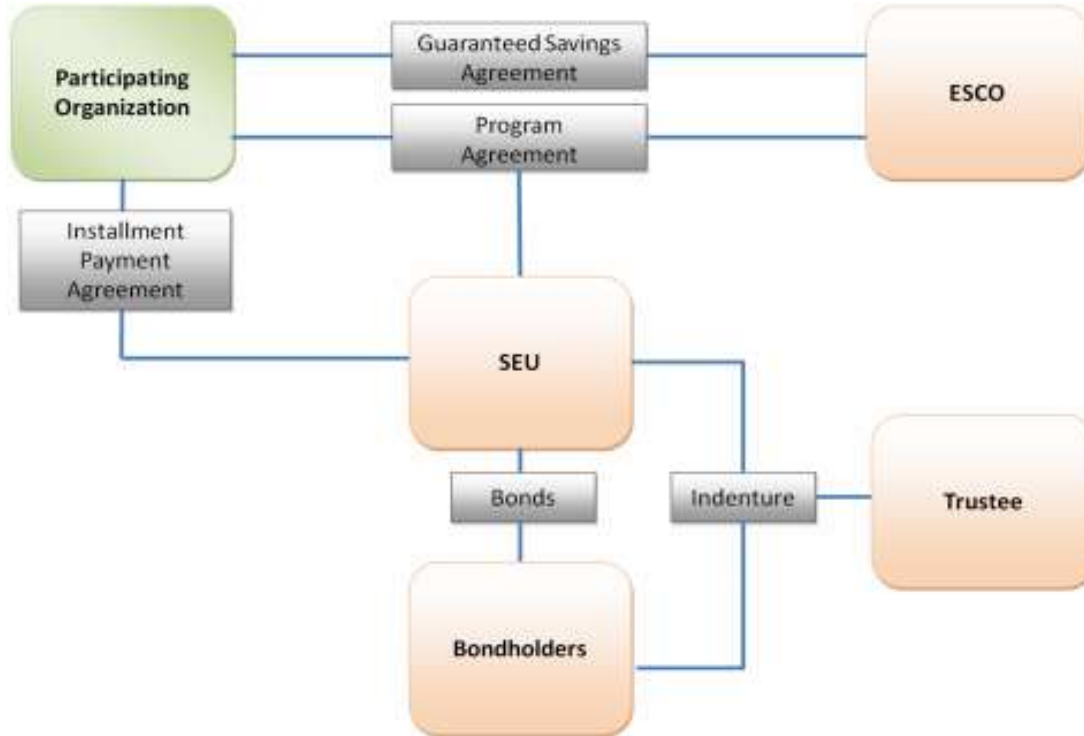 Participating
Organization
Guaranteed Savings
Agreement
ESCO
Program
Agreement
Installment
Payment
Agreement
SEU
Bonds
Indenture
Trustee
Bondholders